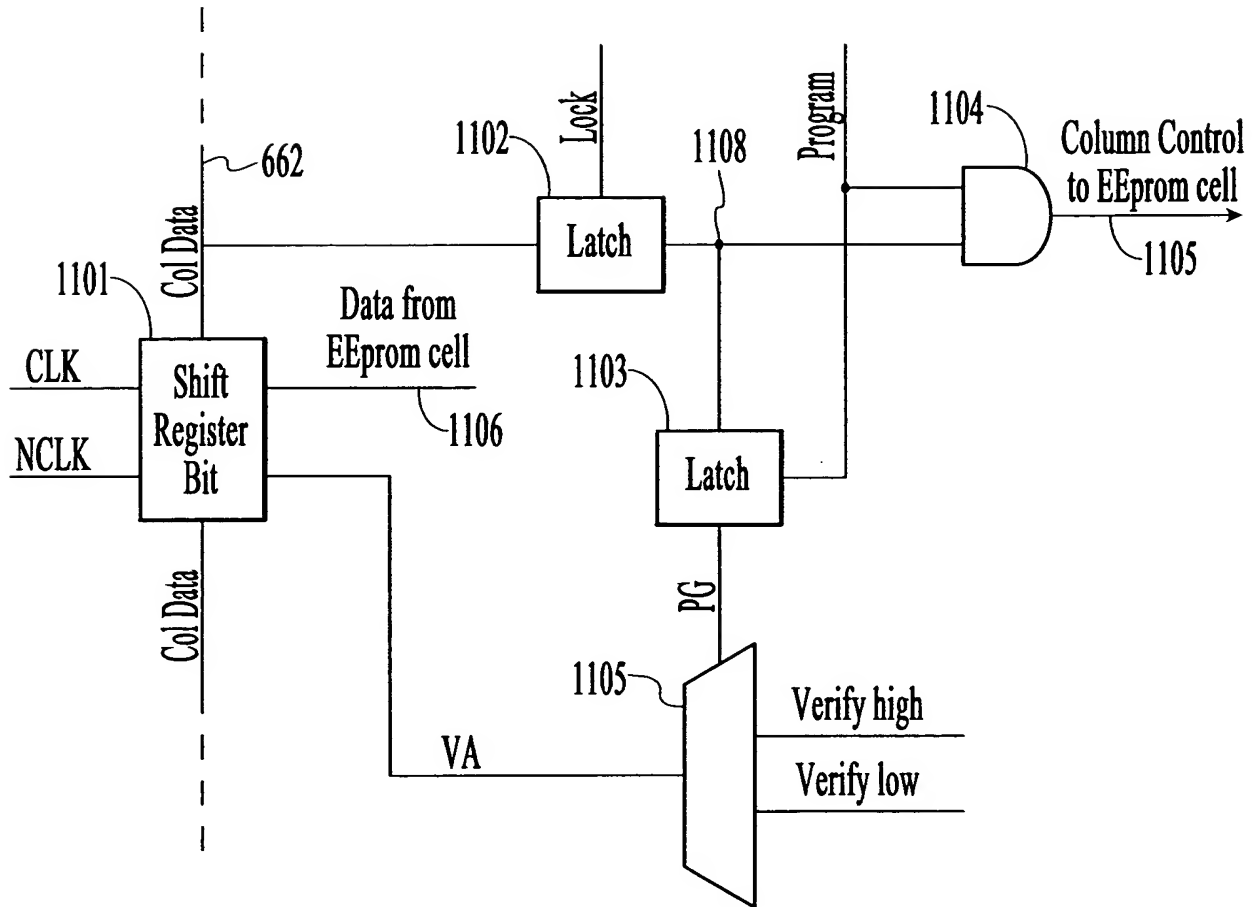 Lock
Program
1104
1102
1108
Column Control
to EEprom cell
662
Latch
1105
Col Data
1101
Data from
EEprom cell
CLK
Shift
Register
Bit
1103
1106
NCLK
Latch
Col Data
PG
1105
Verify high
VA
Verify low